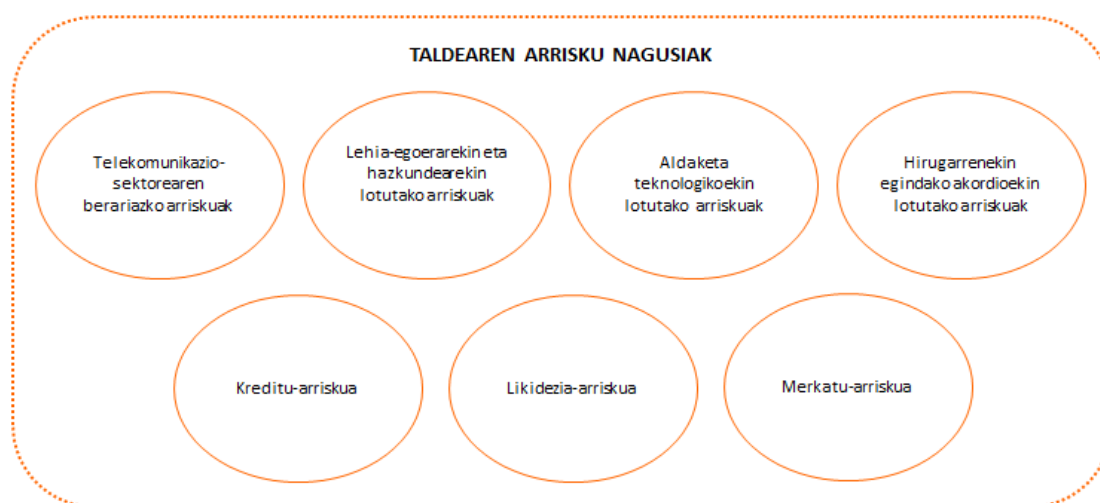 TALDEAREN ARRISKU NAGUSIAK
Telekomunikazio-
sektorearen
berariazko arriskuak
Lehia-egoerarekin eta
hazkundearekin
lotutako arriskuak
Aldaketa
teknologikoekin
lotutako arriskuak
Hirugarrenekin
egindako akordioekin
lotutako arriskuak
Kreditu-arriskua
Likidezia-arriskua
Merkatu-arriskua